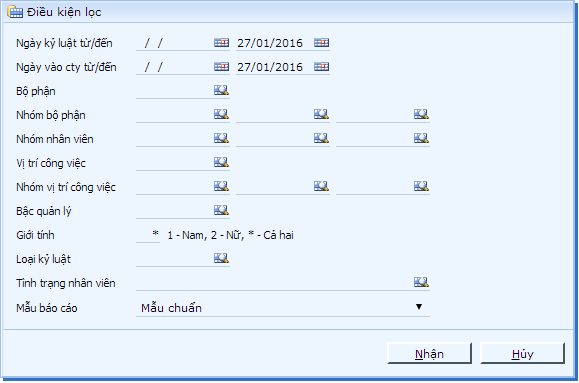 Điều kiện lọc
Ngày kỷ luật từ/đến / / 27/01/2016
Ngày vào cty từ/đến / / 27/01/2016
Bộ phận
Nhóm bộ phận
Nhóm nhân viên
Vị trí công việc
Nhóm vị trí công việc
Bậc quản lý
Giới tính * 1 - Nam, 2 - Nữ, * - Cả hai
Loại kỷ luật
Tình trạng nhân viên
Mẫu báo cáo Mẫu chuẩn
Nhận Hủy